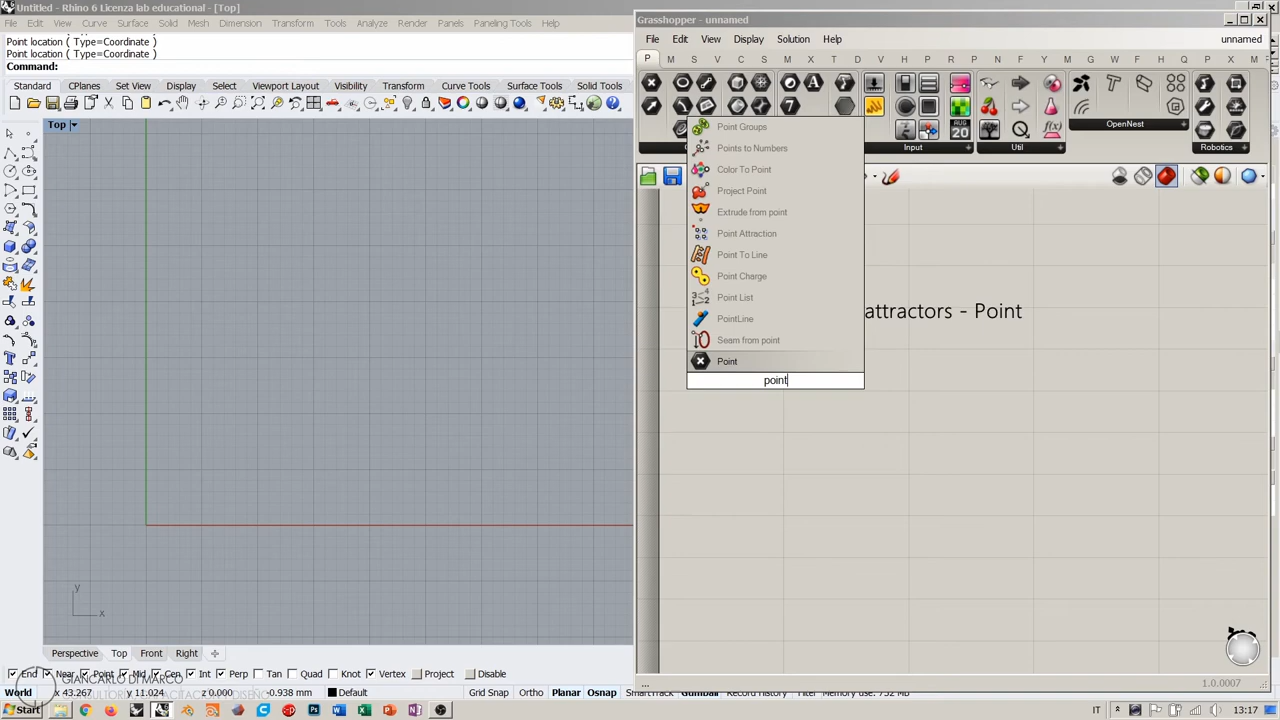 Untitled - Rhino 6 Licenza lab educational - [Top]
File Edit View Curve Surface Solid Mesh Dimension Transform Tools Analyze Render Panels Paneling Tools Help
Point location ( Type=Coordinate )
Point location ( Type=Coordinate )
Command:
Standard CPlanes Set View Display Select Viewport Layout Visibility Transform Curve Tools Surface Tools Solid Tools
Top
y
x
Perspective Top Front Right
End Near Point Mid Cen Int Perp Tan Quad Knot Vertex Project Disable
GIANCARLO DI MARCO
World x 43.267 y 11.024 z 0.000 -0.938 mm Default Grid Snap Ortho Planar Osnap SmartTrack Gumball Record History Filter Memory use: 752 MB
Start
Grasshopper - unnamed
File Edit View Display Solution Help unnamed
P M S V C S M I T D V K M L P R O H L B F X M
AUG
20
Input Util OpenNest Robotics
Point Groups
Points to Numbers
Color To Point
Project Point
Extrude from point
Point Attraction
Point To Line
Point Charge
Point List
PointLine
Seam from point
Point
point
attractors - Point
...
1.0.0007
IT 13:17